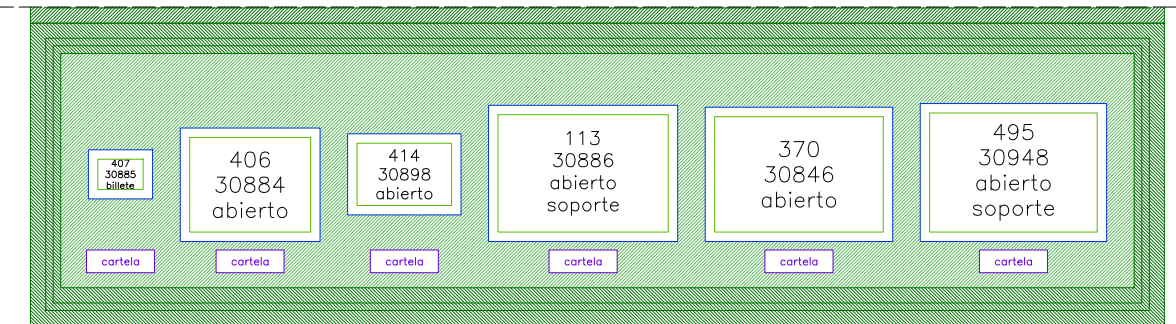 407
30885
billete
406
30884
abierto
414
30898
abierto
113
30886
abierto
soporte
370
30846
abierto
495
30948
abierto
soporte
cartela
cartela
cartela
cartela
cartela
cartela